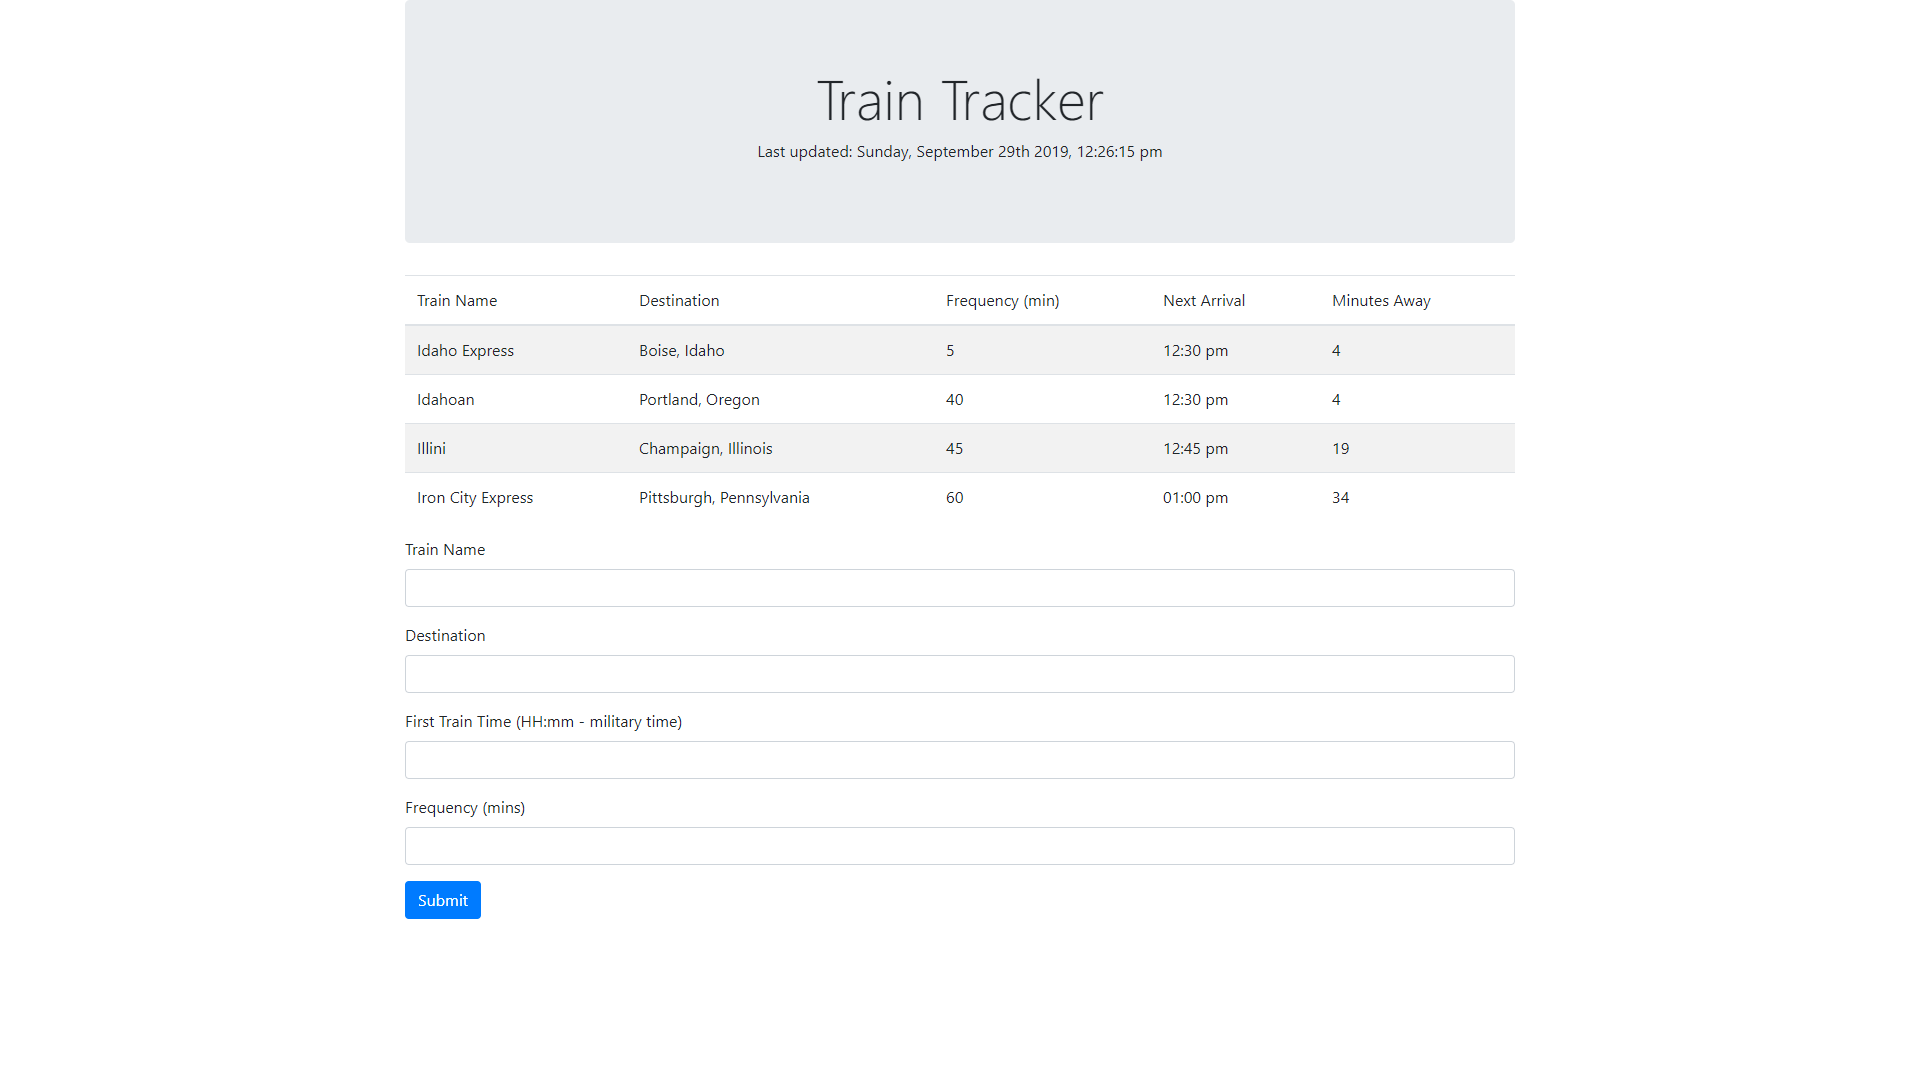 Train Tracker
Last updated: Sunday, September 29th 2019, 12:26:15 pm
Train Name Destination Frequency (min) Next Arrival Minutes Away
Idaho Express Boise, Idaho 5 12:30 pm 4
Idahoan Portland, Oregon 40 12:30 pm 4
Illini Champaign, Illinois 45 12:45 pm 19
Iron City Express Pittsburgh, Pennsylvania 60 01:00 pm 34
Train Name
Destination
First Train Time (HH:mm - military time)
Frequency (mins)
Submit